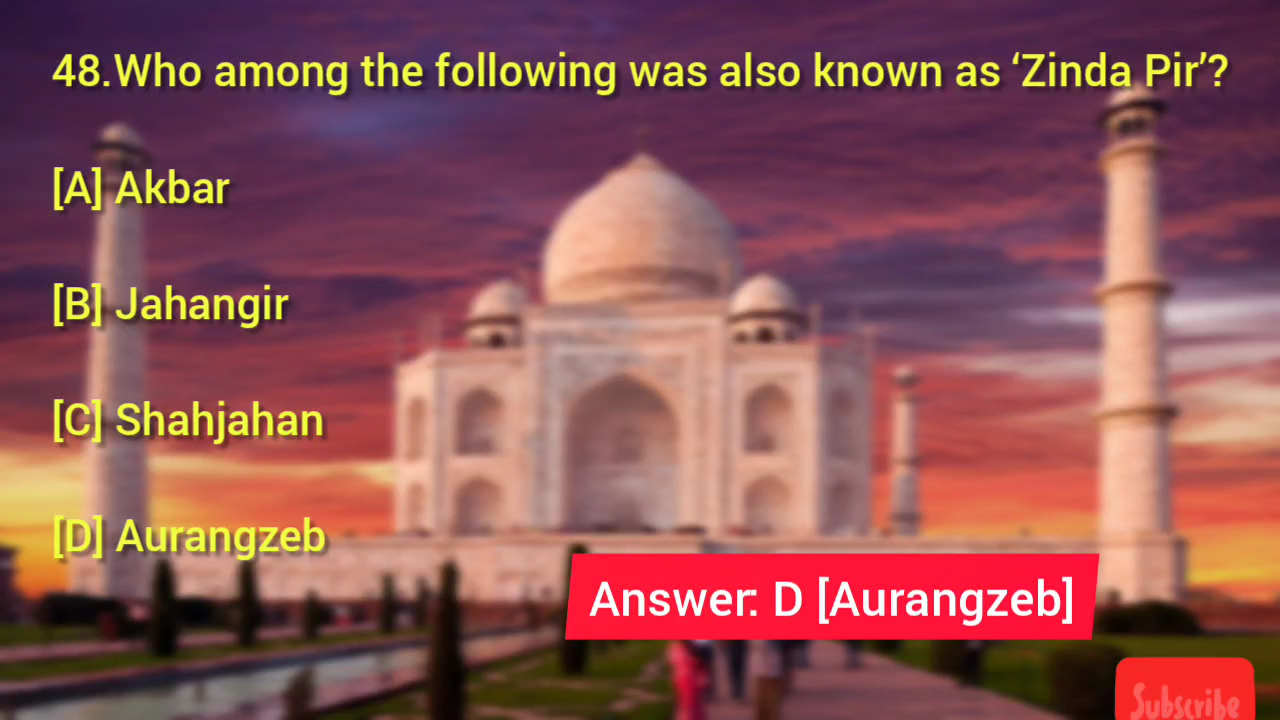 48.Who among the following was also known as ‘Zinda Pir’?
[A] Akbar
[B] Jahangir
[C] Shahjahan
[D] Aurangzeb
Answer: D [Aurangzeb]
Subscribe